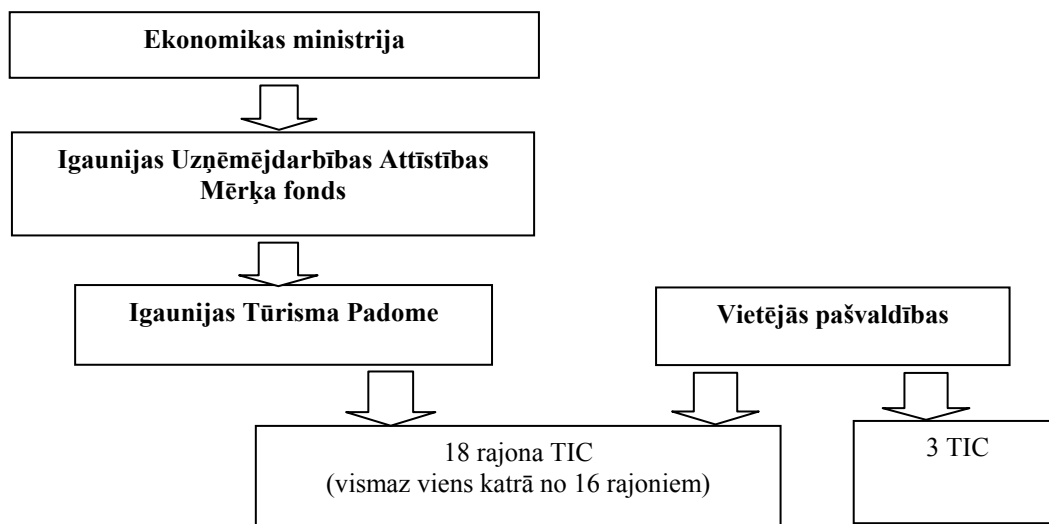 Ekonomikas ministrija
Igaunijas Uzņēmējdarbības Attīstības
Mērķa fonds
Igaunijas Tūrisma Padome
Vietējās pašvaldības
18 rajona TIC
(vismaz viens katrā no 16 rajoniem)
3 TIC